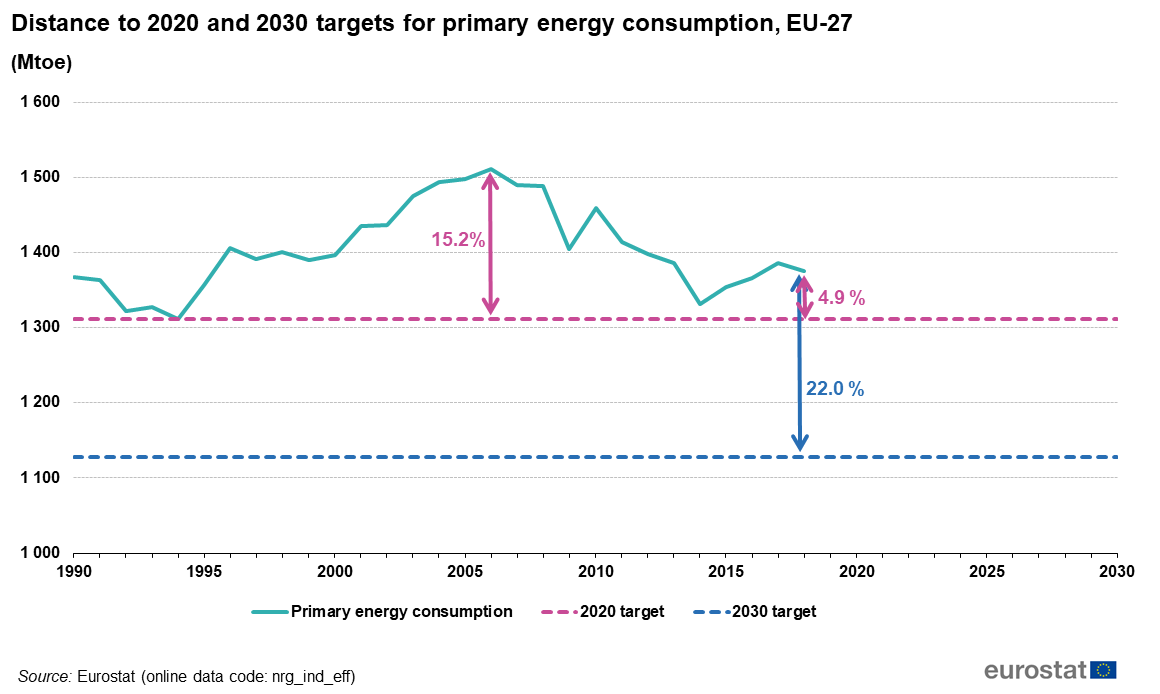 Distance to 2020 and 2030 targets for primary energy consumption, EU-27
(Mtoe)
1 600
1 500
1 400
1 300
1 200
1 100
1 000
15.2%
4.9 %
22.0 %
1990 1995 2000 2005 2010 2015 2020 2025 2030
Primary energy consumption 2020 target 2030 target
Source: Eurostat (online data code: nrg_ind_eff)
eurostat